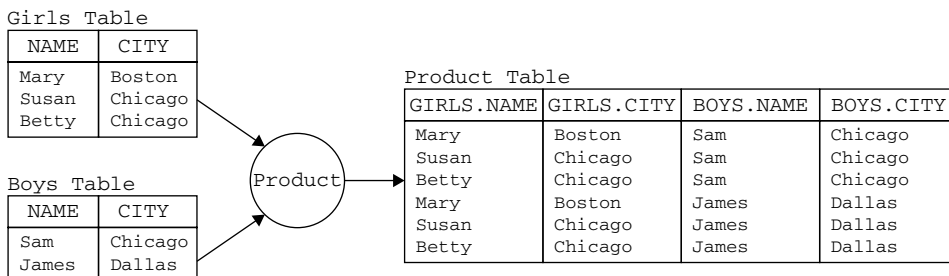 Girls Table
NAME CITY
Mary Boston
Susan Chicago
Betty Chicago
Boys Table
NAME CITY
Sam Chicago
James Dallas
Product
Product Table
GIRLS.NAME GIRLS.CITY BOYS.NAME BOYS.CITY
Mary Boston Sam Chicago
Susan Chicago Sam Chicago
Betty Chicago Sam Chicago
Mary Boston James Dallas
Susan Chicago James Dallas
Betty Chicago James Dallas